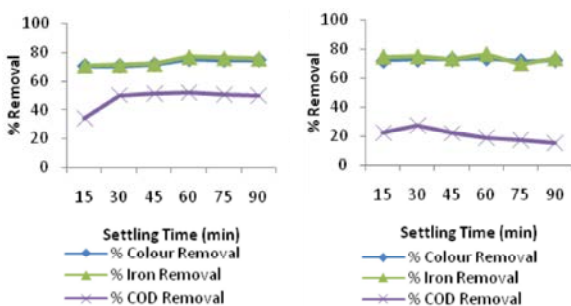 100
80
60
40
20
0
% Removal
15 30 45 60 75 90
Settling Time (min)
% Colour Removal
% Iron Removal
% COD Removal
100
80
60
40
20
0
% Removal
15 30 45 60 75 90
Settling Time (min)
% Colour Removal
% Iron Removal
% COD Removal